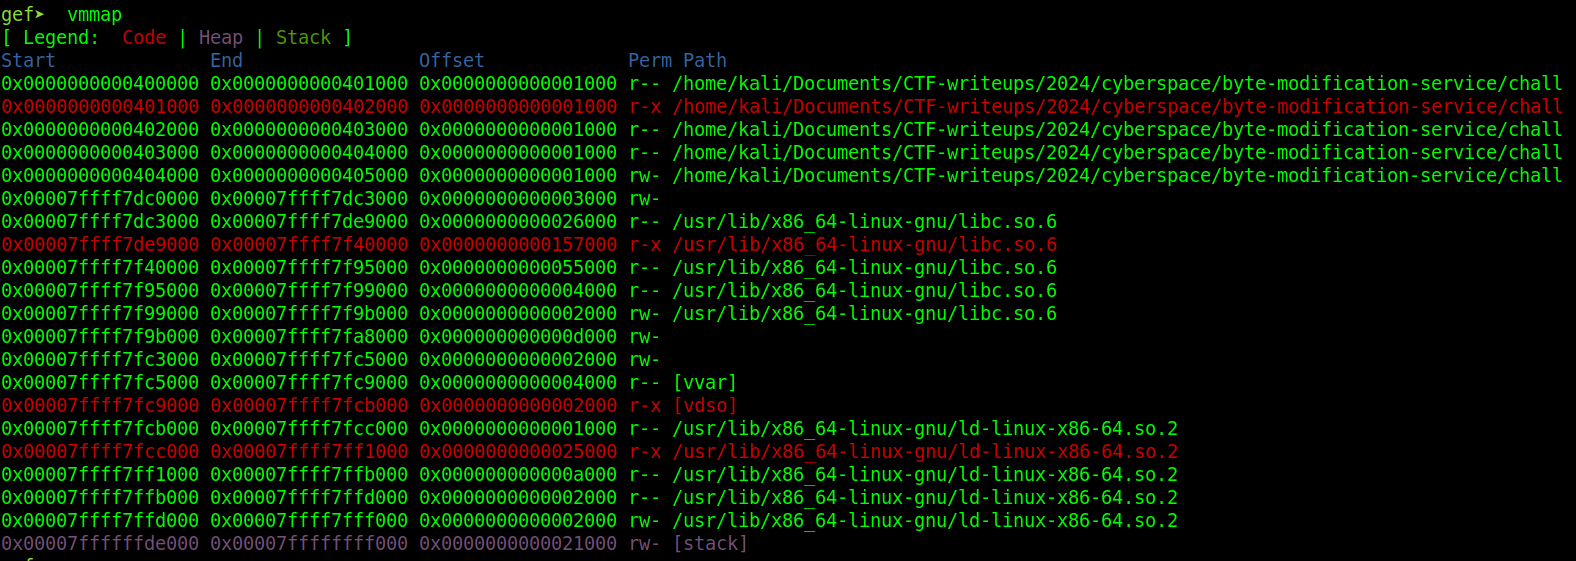 gef➤  vmmap
[ Legend:  Code | Heap | Stack ]
Start              End                Offset             Perm Path
0x0000000000400000 0x0000000000401000 0x0000000000001000 r-- /home/kali/Documents/CTF-writeups/2024/cyberspace/byte-modification-service/chall
0x0000000000401000 0x0000000000402000 0x0000000000001000 r-x /home/kali/Documents/CTF-writeups/2024/cyberspace/byte-modification-service/chall
0x0000000000402000 0x0000000000403000 0x0000000000001000 r-- /home/kali/Documents/CTF-writeups/2024/cyberspace/byte-modification-service/chall
0x0000000000403000 0x0000000000404000 0x0000000000001000 r-- /home/kali/Documents/CTF-writeups/2024/cyberspace/byte-modification-service/chall
0x0000000000404000 0x0000000000405000 0x0000000000001000 rw- /home/kali/Documents/CTF-writeups/2024/cyberspace/byte-modification-service/chall
0x00007ffff7dc0000 0x00007ffff7dc3000 0x0000000000003000 rw-
0x00007ffff7dc3000 0x00007ffff7de9000 0x0000000000026000 r-- /usr/lib/x86_64-linux-gnu/libc.so.6
0x00007ffff7de9000 0x00007ffff7f40000 0x0000000000157000 r-x /usr/lib/x86_64-linux-gnu/libc.so.6
0x00007ffff7f40000 0x00007ffff7f95000 0x0000000000055000 r-- /usr/lib/x86_64-linux-gnu/libc.so.6
0x00007ffff7f95000 0x00007ffff7f99000 0x0000000000004000 r-- /usr/lib/x86_64-linux-gnu/libc.so.6
0x00007ffff7f99000 0x00007ffff7f9b000 0x0000000000002000 rw- /usr/lib/x86_64-linux-gnu/libc.so.6
0x00007ffff7f9b000 0x00007ffff7fa8000 0x000000000000d000 rw-
0x00007ffff7fc3000 0x00007ffff7fc5000 0x0000000000002000 rw-
0x00007ffff7fc5000 0x00007ffff7fc9000 0x0000000000004000 r-- [vvar]
0x00007ffff7fc9000 0x00007ffff7fcb000 0x0000000000002000 r-x [vdso]
0x00007ffff7fcb000 0x00007ffff7fcc000 0x0000000000001000 r-- /usr/lib/x86_64-linux-gnu/ld-linux-x86-64.so.2
0x00007ffff7fcc000 0x00007ffff7ff1000 0x0000000000025000 r-x /usr/lib/x86_64-linux-gnu/ld-linux-x86-64.so.2
0x00007ffff7ff1000 0x00007ffff7ffb000 0x000000000000a000 r-- /usr/lib/x86_64-linux-gnu/ld-linux-x86-64.so.2
0x00007ffff7ffb000 0x00007ffff7ffd000 0x0000000000002000 r-- /usr/lib/x86_64-linux-gnu/ld-linux-x86-64.so.2
0x00007ffff7ffd000 0x00007ffff7fff000 0x0000000000002000 rw- /usr/lib/x86_64-linux-gnu/ld-linux-x86-64.so.2
0x00007ffffffde000 0x00007ffffffff000 0x0000000000021000 rw- [stack]